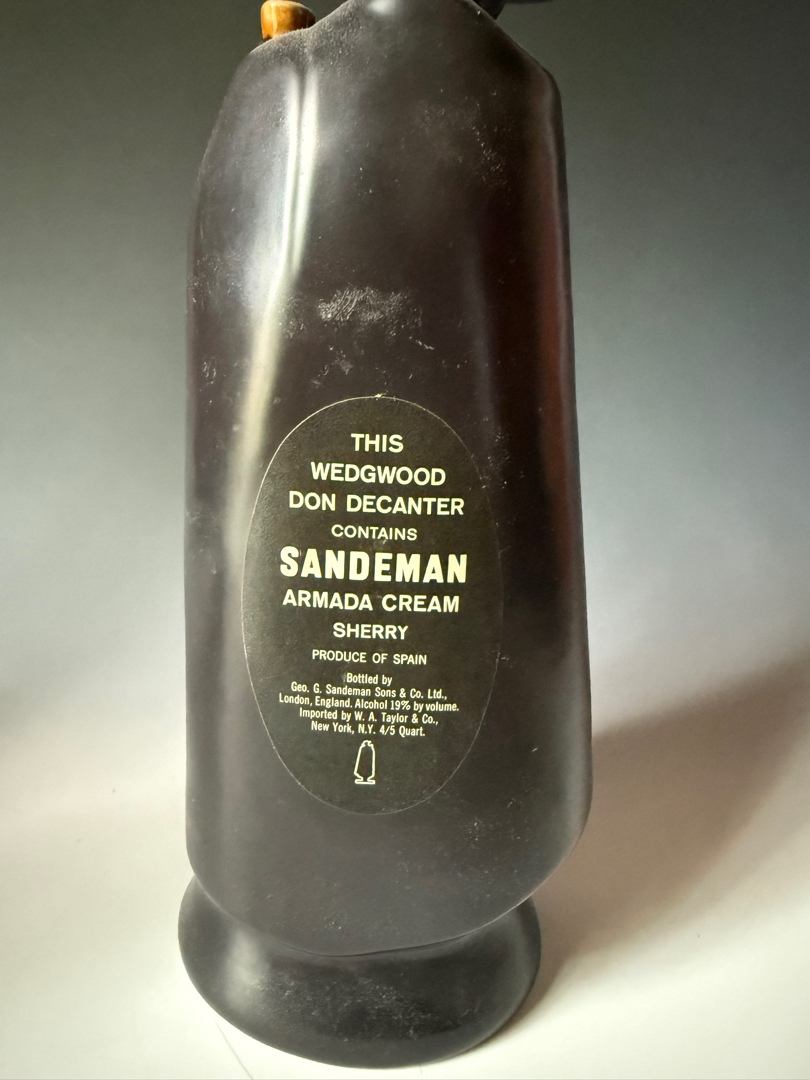 THIS
WEDGWOOD
DON DECANTER
CONTAINS
SANDEMAN
ARMADA CREAM
SHERRY
PRODUCE OF SPAIN
Bottled by
Geo. G. Sandeman Sons & Co. Ltd.,
London, England. Alcohol 19% by volume.
Imported by W. A. Taylor & Co.,
New York, N.Y. 4/5 Quart.